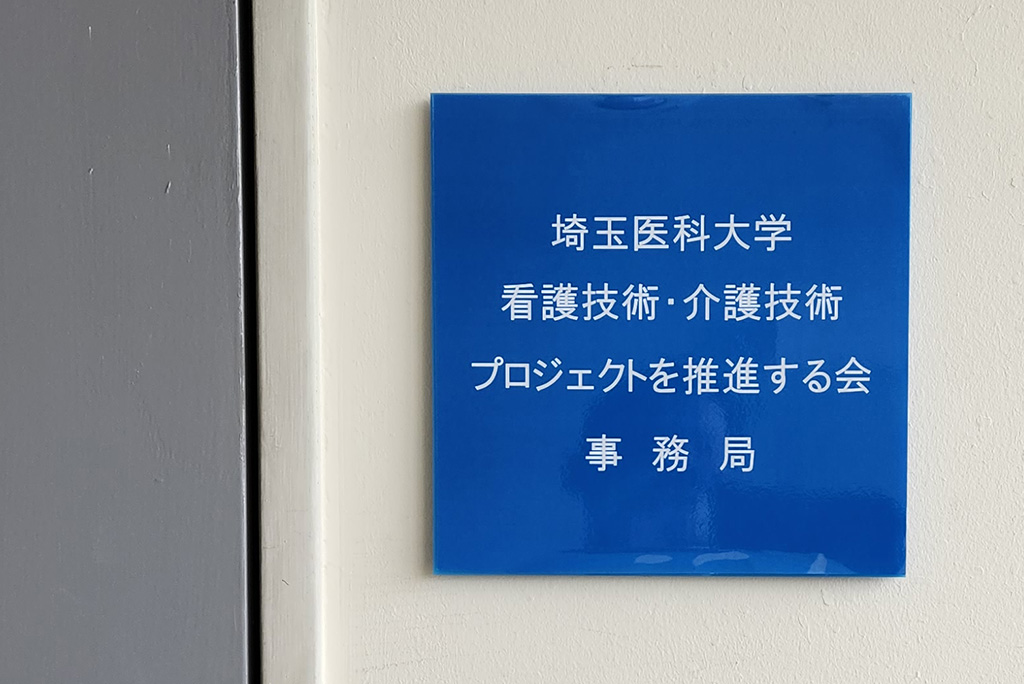 埼玉医科大学
看護技術・介護技術
プロジェクトを推進する会
事 務 局